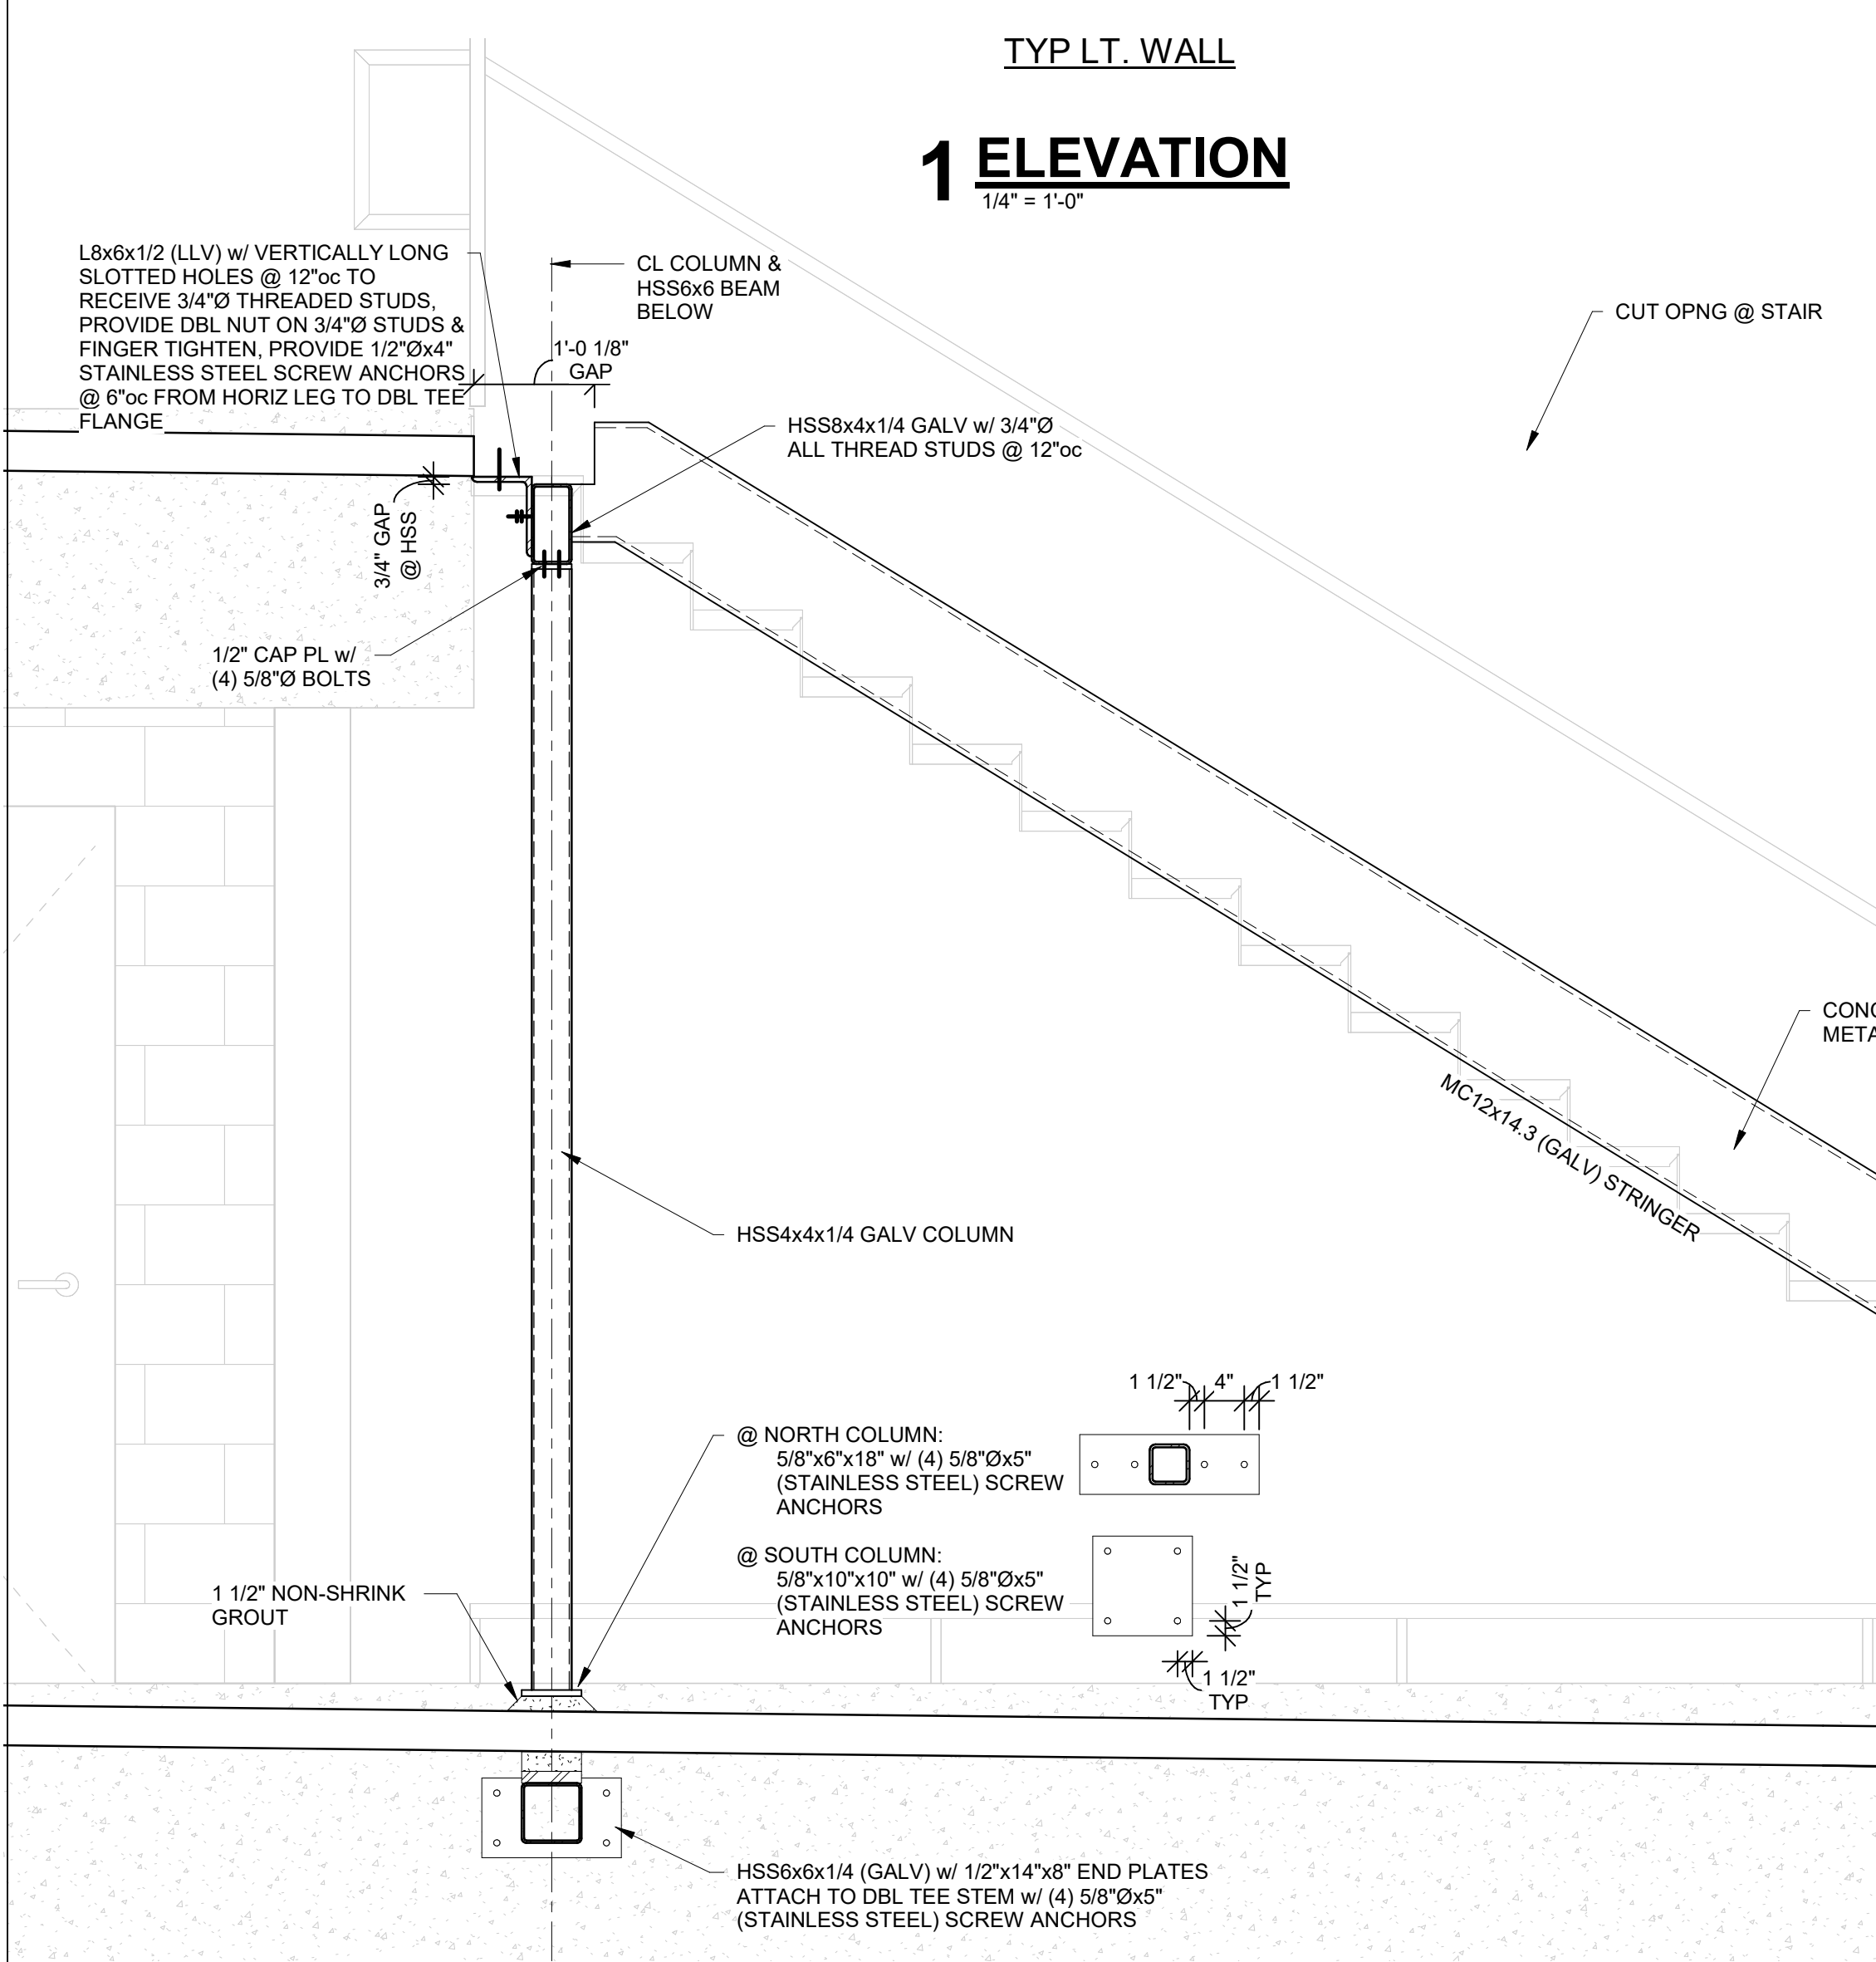 TYP LT. WALL
1 ELEVATION
1/4" = 1'-0"
L8x6x1/2 (LLV) w/ VERTICALLY LONG
SLOTTED HOLES @ 12"oc TO
RECEIVE 3/4"Ø THREADED STUDS,
PROVIDE DBL NUT ON 3/4"Ø STUDS &
FINGER TIGHTEN, PROVIDE 1/2"Øx4"
STAINLESS STEEL SCREW ANCHORS
@ 6"oc FROM HORIZ LEG TO DBL TEE
FLANGE
CL COLUMN &
HSS6x6 BEAM
BELOW
1'-0 1/8"
GAP
CUT OPNG @ STAIR
HSS8x4x1/4 GALV w/ 3/4"Ø
ALL THREAD STUDS @ 12"oc
3/4" GAP
@ HSS
1/2" CAP PL w/
(4) 5/8"Ø BOLTS
CONC
META
MC12x14.3 (GALV) STRINGER
HSS4x4x1/4 GALV COLUMN
1 1/2"
4"
1 1/2"
@ NORTH COLUMN:
5/8"x6"x18" w/ (4) 5/8"Øx5"
(STAINLESS STEEL) SCREW
ANCHORS
@ SOUTH COLUMN:
5/8"x10"x10" w/ (4) 5/8"Øx5"
(STAINLESS STEEL) SCREW
ANCHORS
1 1/2"
TYP
1 1/2"
TYP
1 1/2" NON-SHRINK
GROUT
HSS6x6x1/4 (GALV) w/ 1/2"x14"x8" END PLATES
ATTACH TO DBL TEE STEM w/ (4) 5/8"Øx5"
(STAINLESS STEEL) SCREW ANCHORS